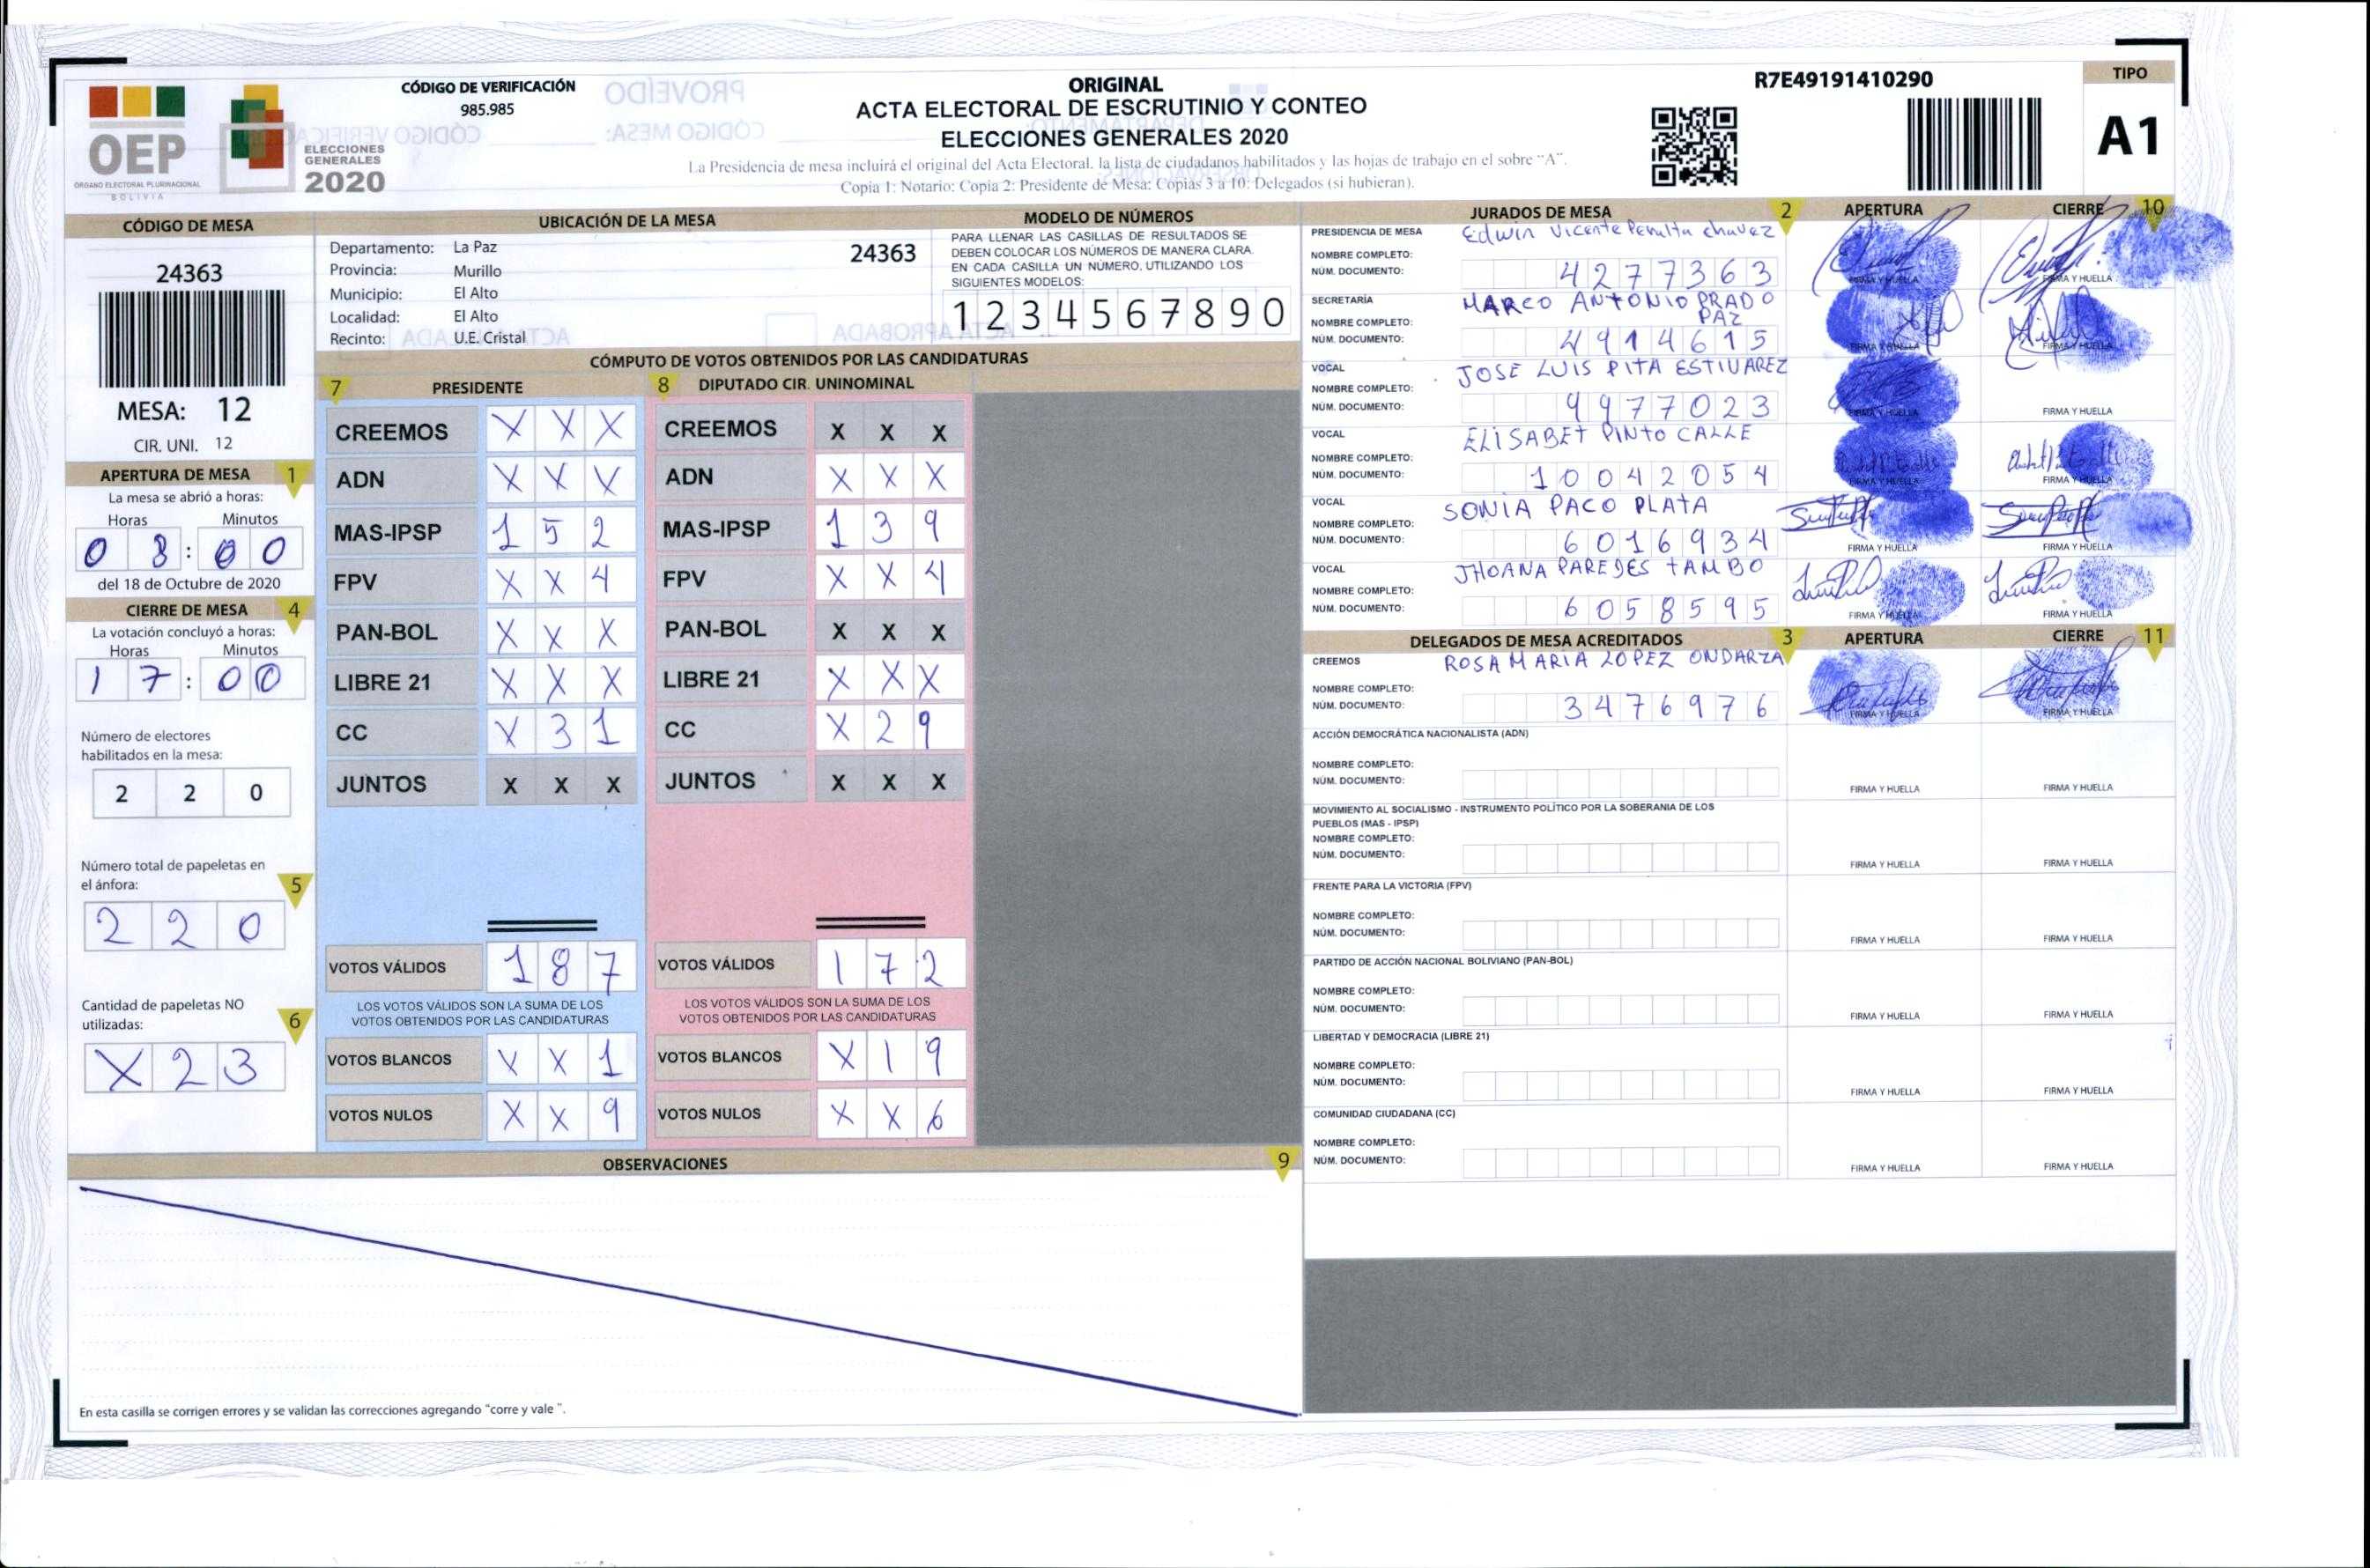 CÓDIGO DE VERIFICACIÓN
985.985
OEP
ÓRGANO ELECTORAL PLURINACIONAL
BOLIVIA
ELECCIONES
GENERALES
2020
ORIGINAL
ACTA ELECTORAL DE ESCRUTINIO Y CONTEO
ELECCIONES GENERALES 2020
La Presidencia de mesa incluirá el original del Acta Electoral, la lista de ciudadanos habilitados y las hojas de trabajo en el sobre "A".
Copia 1: Notario; Copia 2: Presidente de Mesa; Copias 3 a 10: Delegados (si hubieran).
R7E49191410290
TIPO
A1
CÓDIGO DE MESA
24363
MESA: 12
CIR. UNI. 12
APERTURA DE MESA 1
La mesa se abrió a horas:
Horas Minutos
0 8 : 0 0
del 18 de Octubre de 2020
CIERRE DE MESA 4
La votación concluyó a horas:
Horas Minutos
1 7 : 0 0
Número de electores
habilitados en la mesa:
2 2 0
Número total de papeletas en
el ánfora: 5
2 2 0
Cantidad de papeletas NO
utilizadas: 6
X 2 3
UBICACIÓN DE LA MESA
Departamento: La Paz
24363
Provincia: Murillo
Municipio: El Alto
Localidad: El Alto
Recinto: U.E. Cristal
MODELO DE NÚMEROS
PARA LLENAR LAS CASILLAS DE RESULTADOS SE
DEBEN COLOCAR LOS NÚMEROS DE MANERA CLARA.
EN CADA CASILLA UN NÚMERO, UTILIZANDO LOS
SIGUIENTES MODELOS:
1 2 3 4 5 6 7 8 9 0
CÓMPUTO DE VOTOS OBTENIDOS POR LAS CANDIDATURAS
7 PRESIDENTE
CREEMOS X X X
ADN X X X
MAS-IPSP 1 5 2
FPV X X 4
PAN-BOL X X X
LIBRE 21 X X X
CC X 3 1
JUNTOS X X X
VOTOS VÁLIDOS 1 8 7
LOS VOTOS VÁLIDOS SON LA SUMA DE LOS
VOTOS OBTENIDOS POR LAS CANDIDATURAS
VOTOS BLANCOS X X 1
VOTOS NULOS X X 9
8 DIPUTADO CIR. UNINOMINAL
CREEMOS X X X
ADN X X X
MAS-IPSP 1 3 9
FPV X X 4
PAN-BOL X X X
LIBRE 21 X X X
CC X 2 9
JUNTOS X X X
VOTOS VÁLIDOS 1 7 2
LOS VOTOS VÁLIDOS SON LA SUMA DE LOS
VOTOS OBTENIDOS POR LAS CANDIDATURAS
VOTOS BLANCOS X 1 9
VOTOS NULOS X X 6
OBSERVACIONES 9
En esta casilla se corrigen errores y se validan las correcciones agregando "corre y vale ".
JURADOS DE MESA 2 APERTURA CIERRE 10
PRESIDENCIA DE MESA Edwin Vicente Peralta chavez
NOMBRE COMPLETO:
NÚM. DOCUMENTO: 4277363
FIRMA Y HUELLA FIRMA Y HUELLA
SECRETARÍA MARCO ANTONIO PRADO
PAZ
NOMBRE COMPLETO:
NÚM. DOCUMENTO: 4914615
FIRMA Y HUELLA FIRMA Y HUELLA
VOCAL JOSE LUIS PITA ESTIVAREZ
NOMBRE COMPLETO:
NÚM. DOCUMENTO: 9977023
FIRMA Y HUELLA FIRMA Y HUELLA
VOCAL ELISABET PINTO CALLE
NOMBRE COMPLETO:
NÚM. DOCUMENTO: 10042054
FIRMA Y HUELLA FIRMA Y HUELLA
VOCAL SONIA PACO PLATA
NOMBRE COMPLETO:
NÚM. DOCUMENTO: 6016934
FIRMA Y HUELLA FIRMA Y HUELLA
VOCAL JHOANA PAREDES TAMBO
NOMBRE COMPLETO:
NÚM. DOCUMENTO: 6058595
FIRMA Y HUELLA FIRMA Y HUELLA
DELEGADOS DE MESA ACREDITADOS 3 APERTURA CIERRE 11
CREEMOS ROSA MARIA LOPEZ ONDARZA
NOMBRE COMPLETO:
NÚM. DOCUMENTO: 3476976
FIRMA Y HUELLA FIRMA Y HUELLA
ACCIÓN DEMOCRÁTICA NACIONALISTA (ADN)
NOMBRE COMPLETO:
NÚM. DOCUMENTO:
FIRMA Y HUELLA FIRMA Y HUELLA
MOVIMIENTO AL SOCIALISMO - INSTRUMENTO POLÍTICO POR LA SOBERANIA DE LOS
PUEBLOS (MAS - IPSP)
NOMBRE COMPLETO:
NÚM. DOCUMENTO:
FIRMA Y HUELLA FIRMA Y HUELLA
FRENTE PARA LA VICTORIA (FPV)
NOMBRE COMPLETO:
NÚM. DOCUMENTO:
FIRMA Y HUELLA FIRMA Y HUELLA
PARTIDO DE ACCIÓN NACIONAL BOLIVIANO (PAN-BOL)
NOMBRE COMPLETO:
NÚM. DOCUMENTO:
FIRMA Y HUELLA FIRMA Y HUELLA
LIBERTAD Y DEMOCRACIA (LIBRE 21)
NOMBRE COMPLETO:
NÚM. DOCUMENTO:
FIRMA Y HUELLA FIRMA Y HUELLA
COMUNIDAD CIUDADANA (CC)
NOMBRE COMPLETO:
NÚM. DOCUMENTO:
FIRMA Y HUELLA FIRMA Y HUELLA